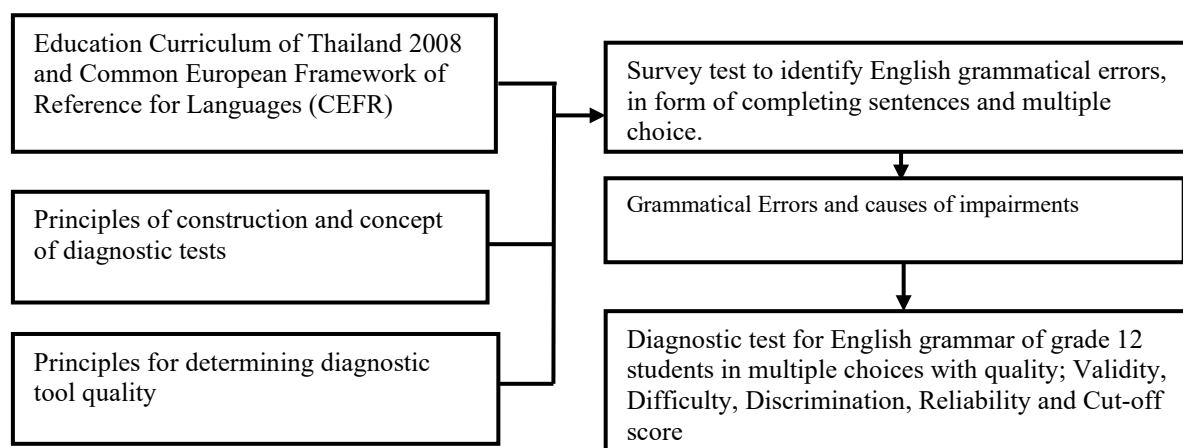 Education Curriculum of Thailand 2008
and Common European Framework of
Reference for Languages (CEFR)
Principles of construction and concept
of diagnostic tests
Principles for determining diagnostic
tool quality
Survey test to identify English grammatical errors,
in form of completing sentences and multiple
choice.
Grammatical Errors and causes of impairments
Diagnostic test for English grammar of grade 12
students in multiple choices with quality; Validity,
Difficulty, Discrimination, Reliability and Cut-off
score